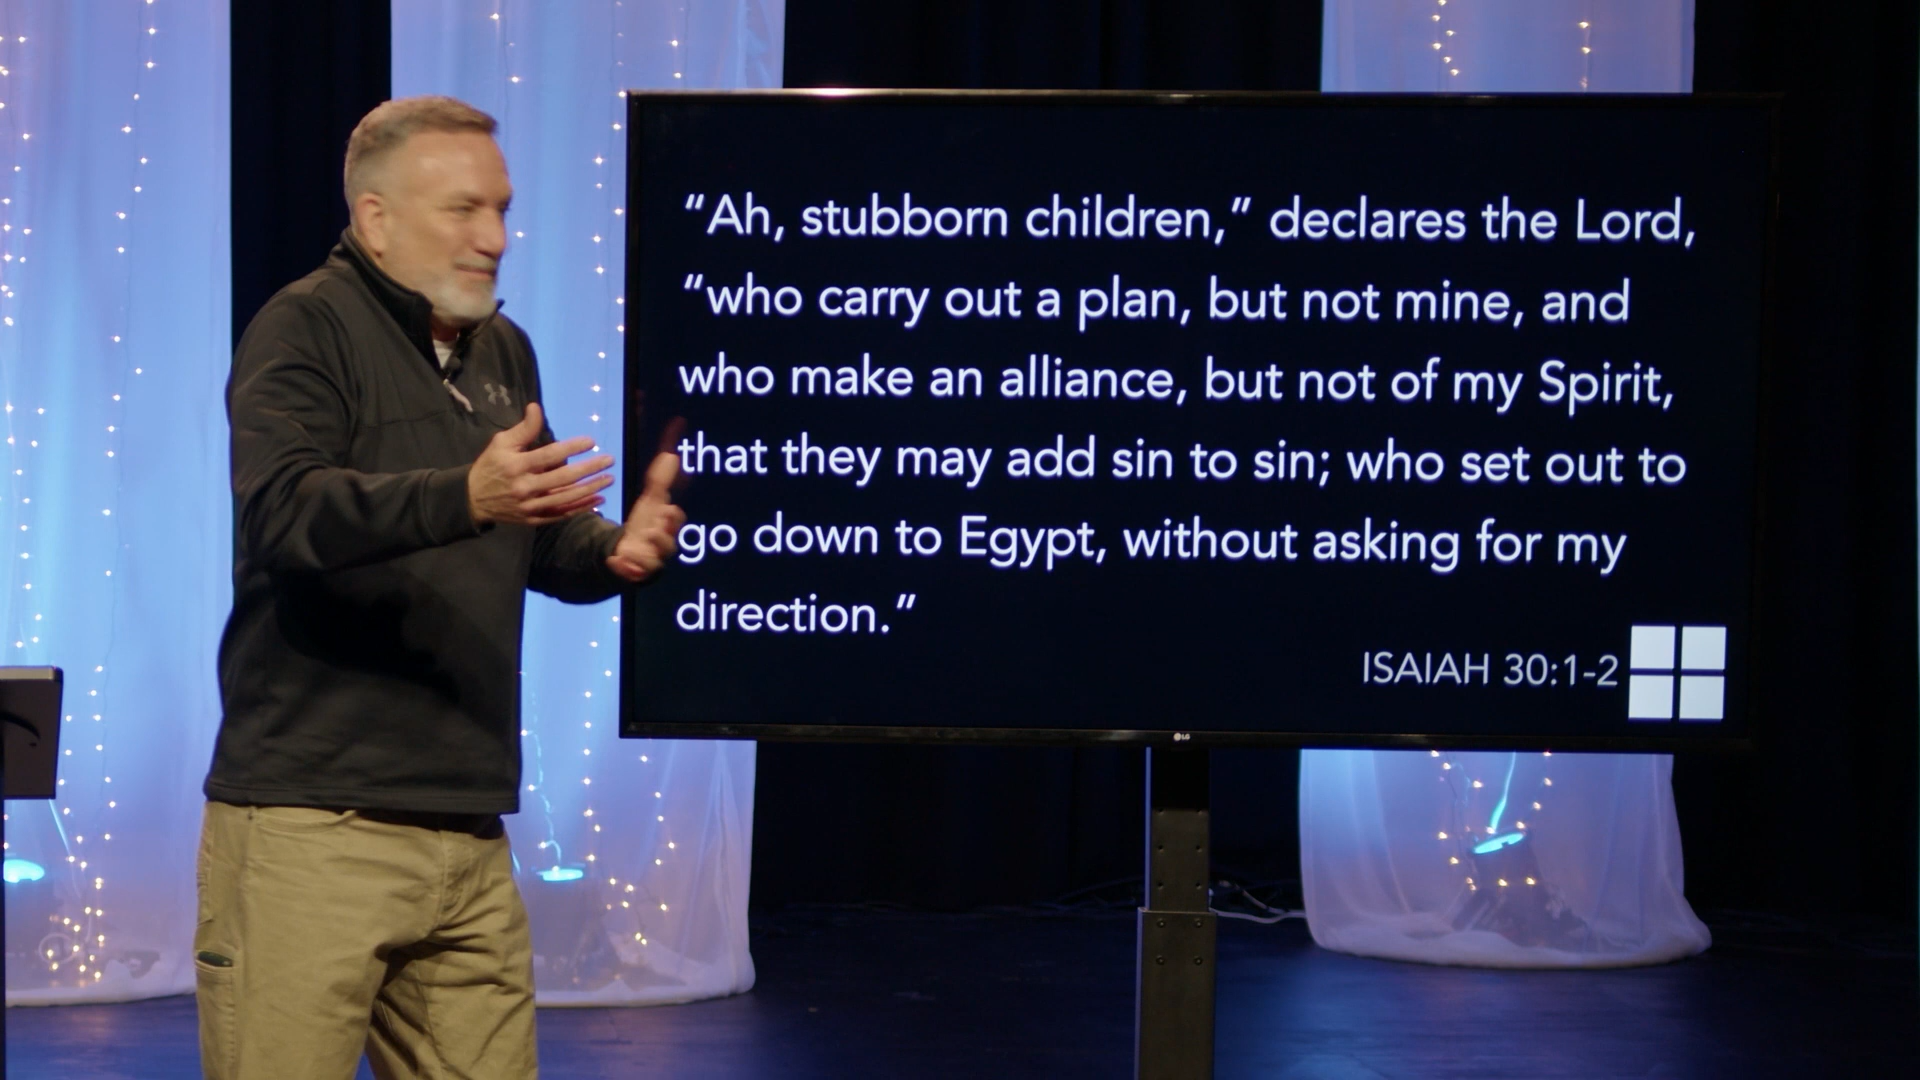 “Ah, stubborn children,” declares the Lord,
“who carry out a plan, but not mine, and
who make an alliance, but not of my Spirit,
that they may add sin to sin; who set out to
go down to Egypt, without asking for my
direction.”
ISAIAH 30:1-2
LG